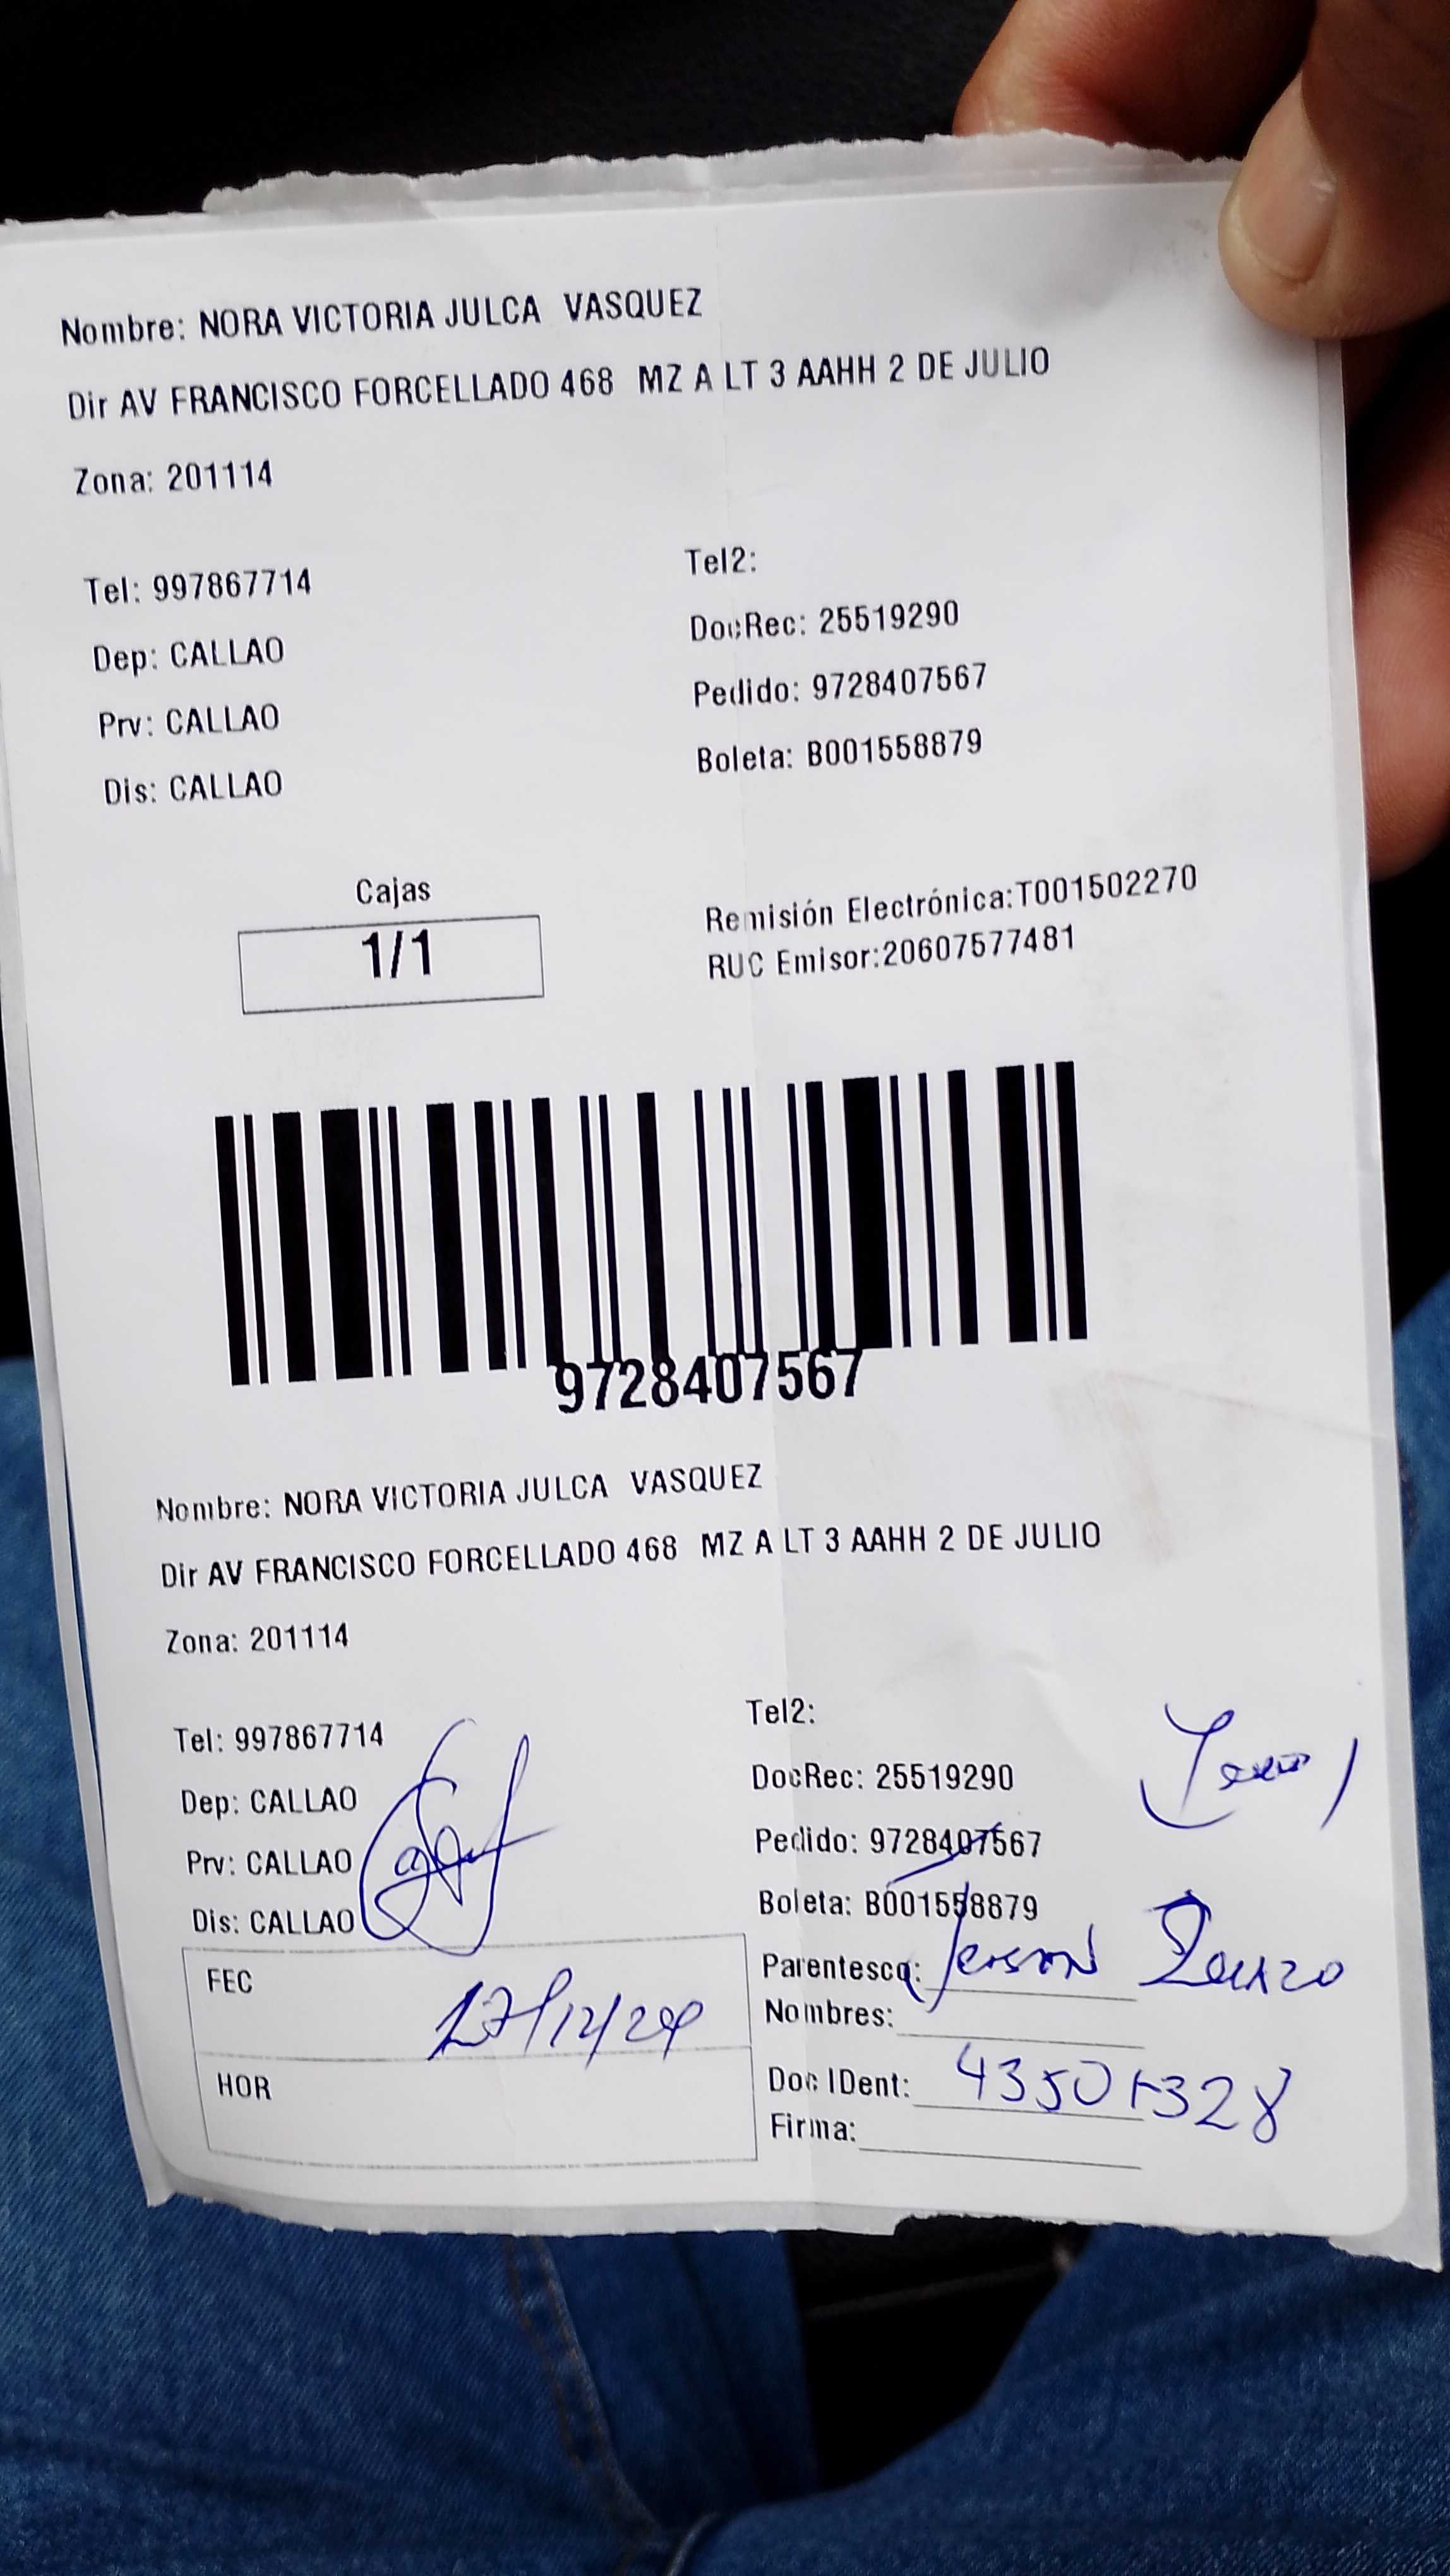 Nombre: NORA VICTORIA JULCA VASQUEZ
Dir AV FRANCISCO FORCELLADO 468 MZ A LT 3 AAHH 2 DE JULIO
Zona: 201114
Tel: 997867714
Tel2:
Dep: CALLAO
DocRec: 25519290
Prv: CALLAO
Pedido: 9728407567
Dis: CALLAO
Boleta: B001558879
Cajas
1/1
Remisión Electrónica:T001502270
RUC Emisor:20607577481
9728407567
Nombre: NORA VICTORIA JULCA VASQUEZ
Dir AV FRANCISCO FORCELLADO 468 MZ A LT 3 AAHH 2 DE JULIO
Zona: 201114
Tel: 997867714
Tel2:
Dep: CALLAO
DocRec: 25519290
Prv: CALLAO
Pedido: 9728407567
Dis: CALLAO
Boleta: B001558879
FEC 17/12/24
Parentesco: Jerson
Nombres:
HOR
Doc IDent: 43501328
Firma: